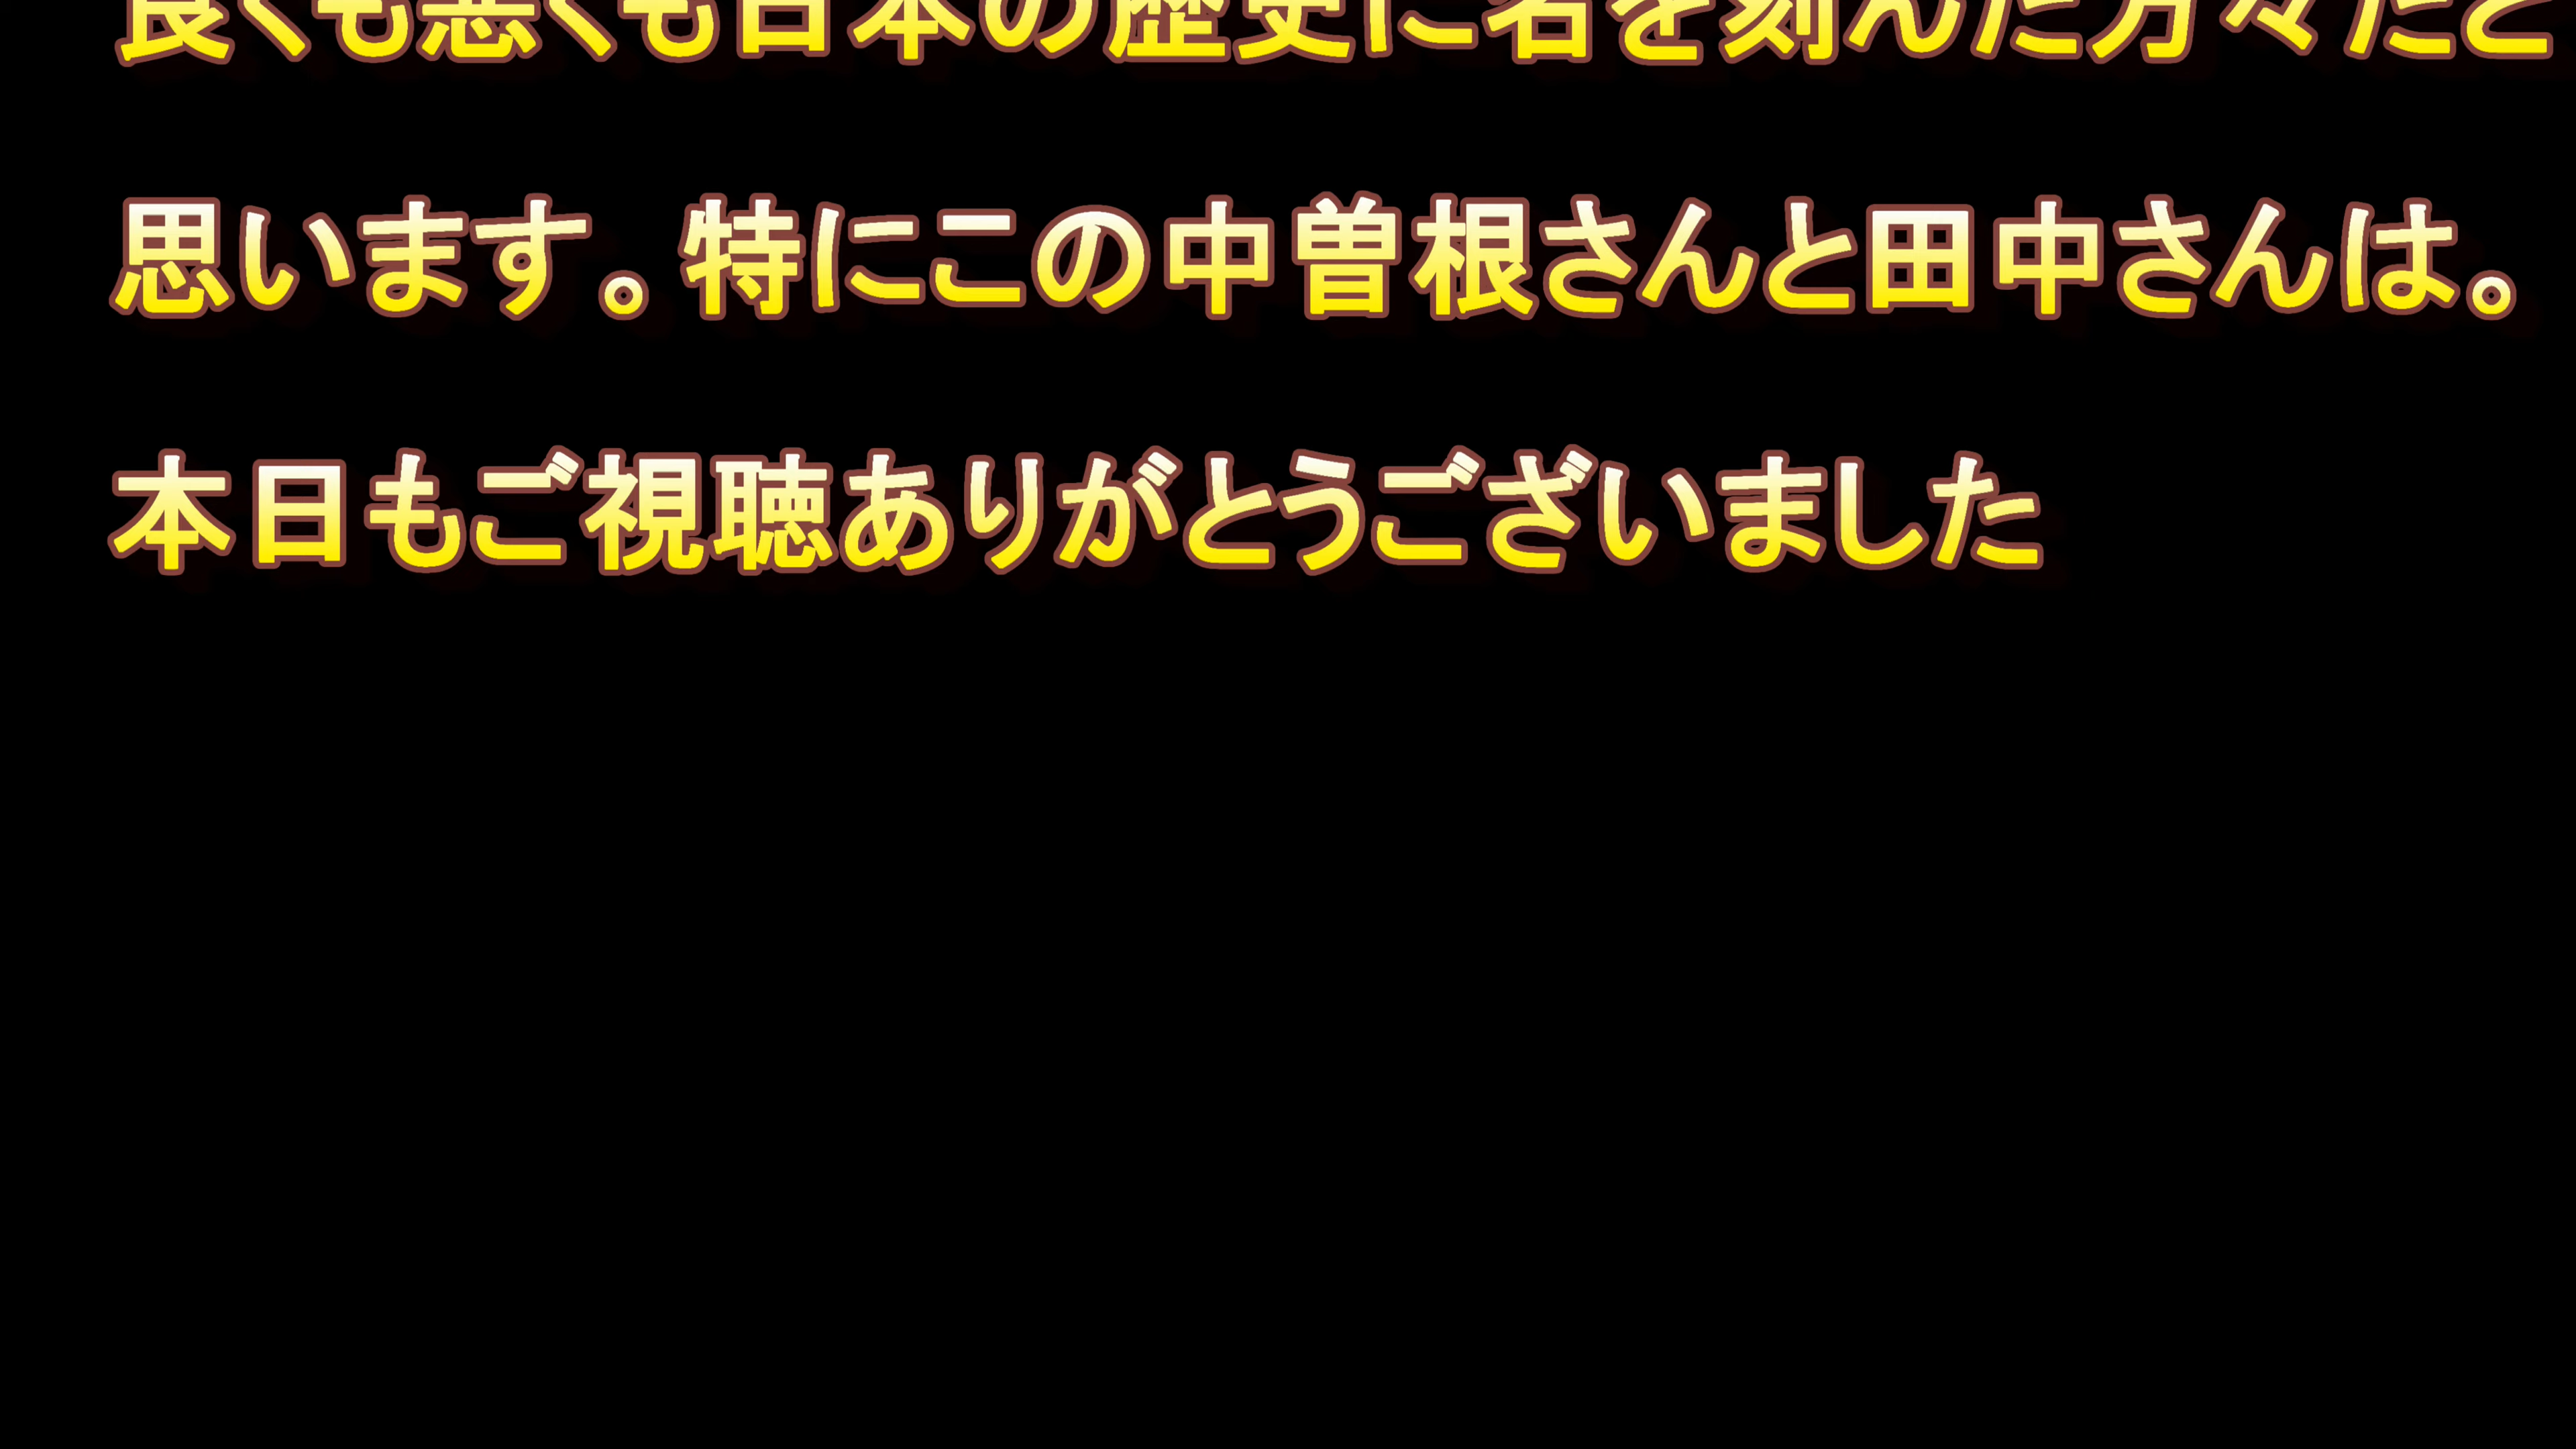 良くも悪くも日本の歴史に名を刻んだ方々だと
思います。特にこの中曽根さんと田中さんは。
本日もご視聴ありがとうございました